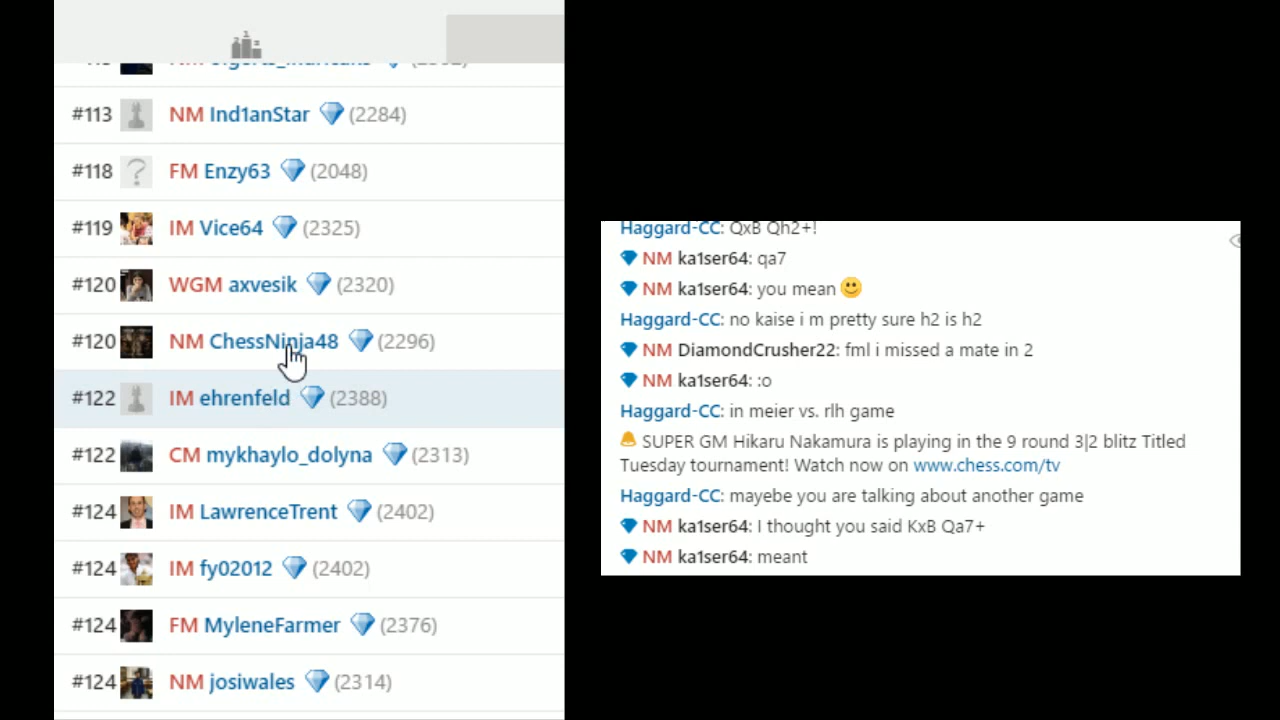 #113 NM Ind1anStar (2284)
#118 FM Enzy63 (2048)
#119 IM Vice64 (2325)
#120 WGM axvesik (2320)
#120 NM ChessNinja48 (2296)
#122 IM ehrenfeld (2388)
#122 CM mykhaylo_dolyna (2313)
#124 IM LawrenceTrent (2402)
#124 IM fy02012 (2402)
#124 FM MyleneFarmer (2376)
#124 NM josiwales (2314)
Haggard-CC: QxB Qh2+!
NM ka1ser64: qa7
NM ka1ser64: you mean 🙂
Haggard-CC: no kaise i m pretty sure h2 is h2
NM DiamondCrusher22: fml i missed a mate in 2
NM ka1ser64: :o
Haggard-CC: in meier vs. rlh game
SUPER GM Hikaru Nakamura is playing in the 9 round 3|2 blitz Titled
Tuesday tournament! Watch now on www.chess.com/tv
Haggard-CC: mayebe you are talking about another game
NM ka1ser64: I thought you said KxB Qa7+
NM ka1ser64: meant